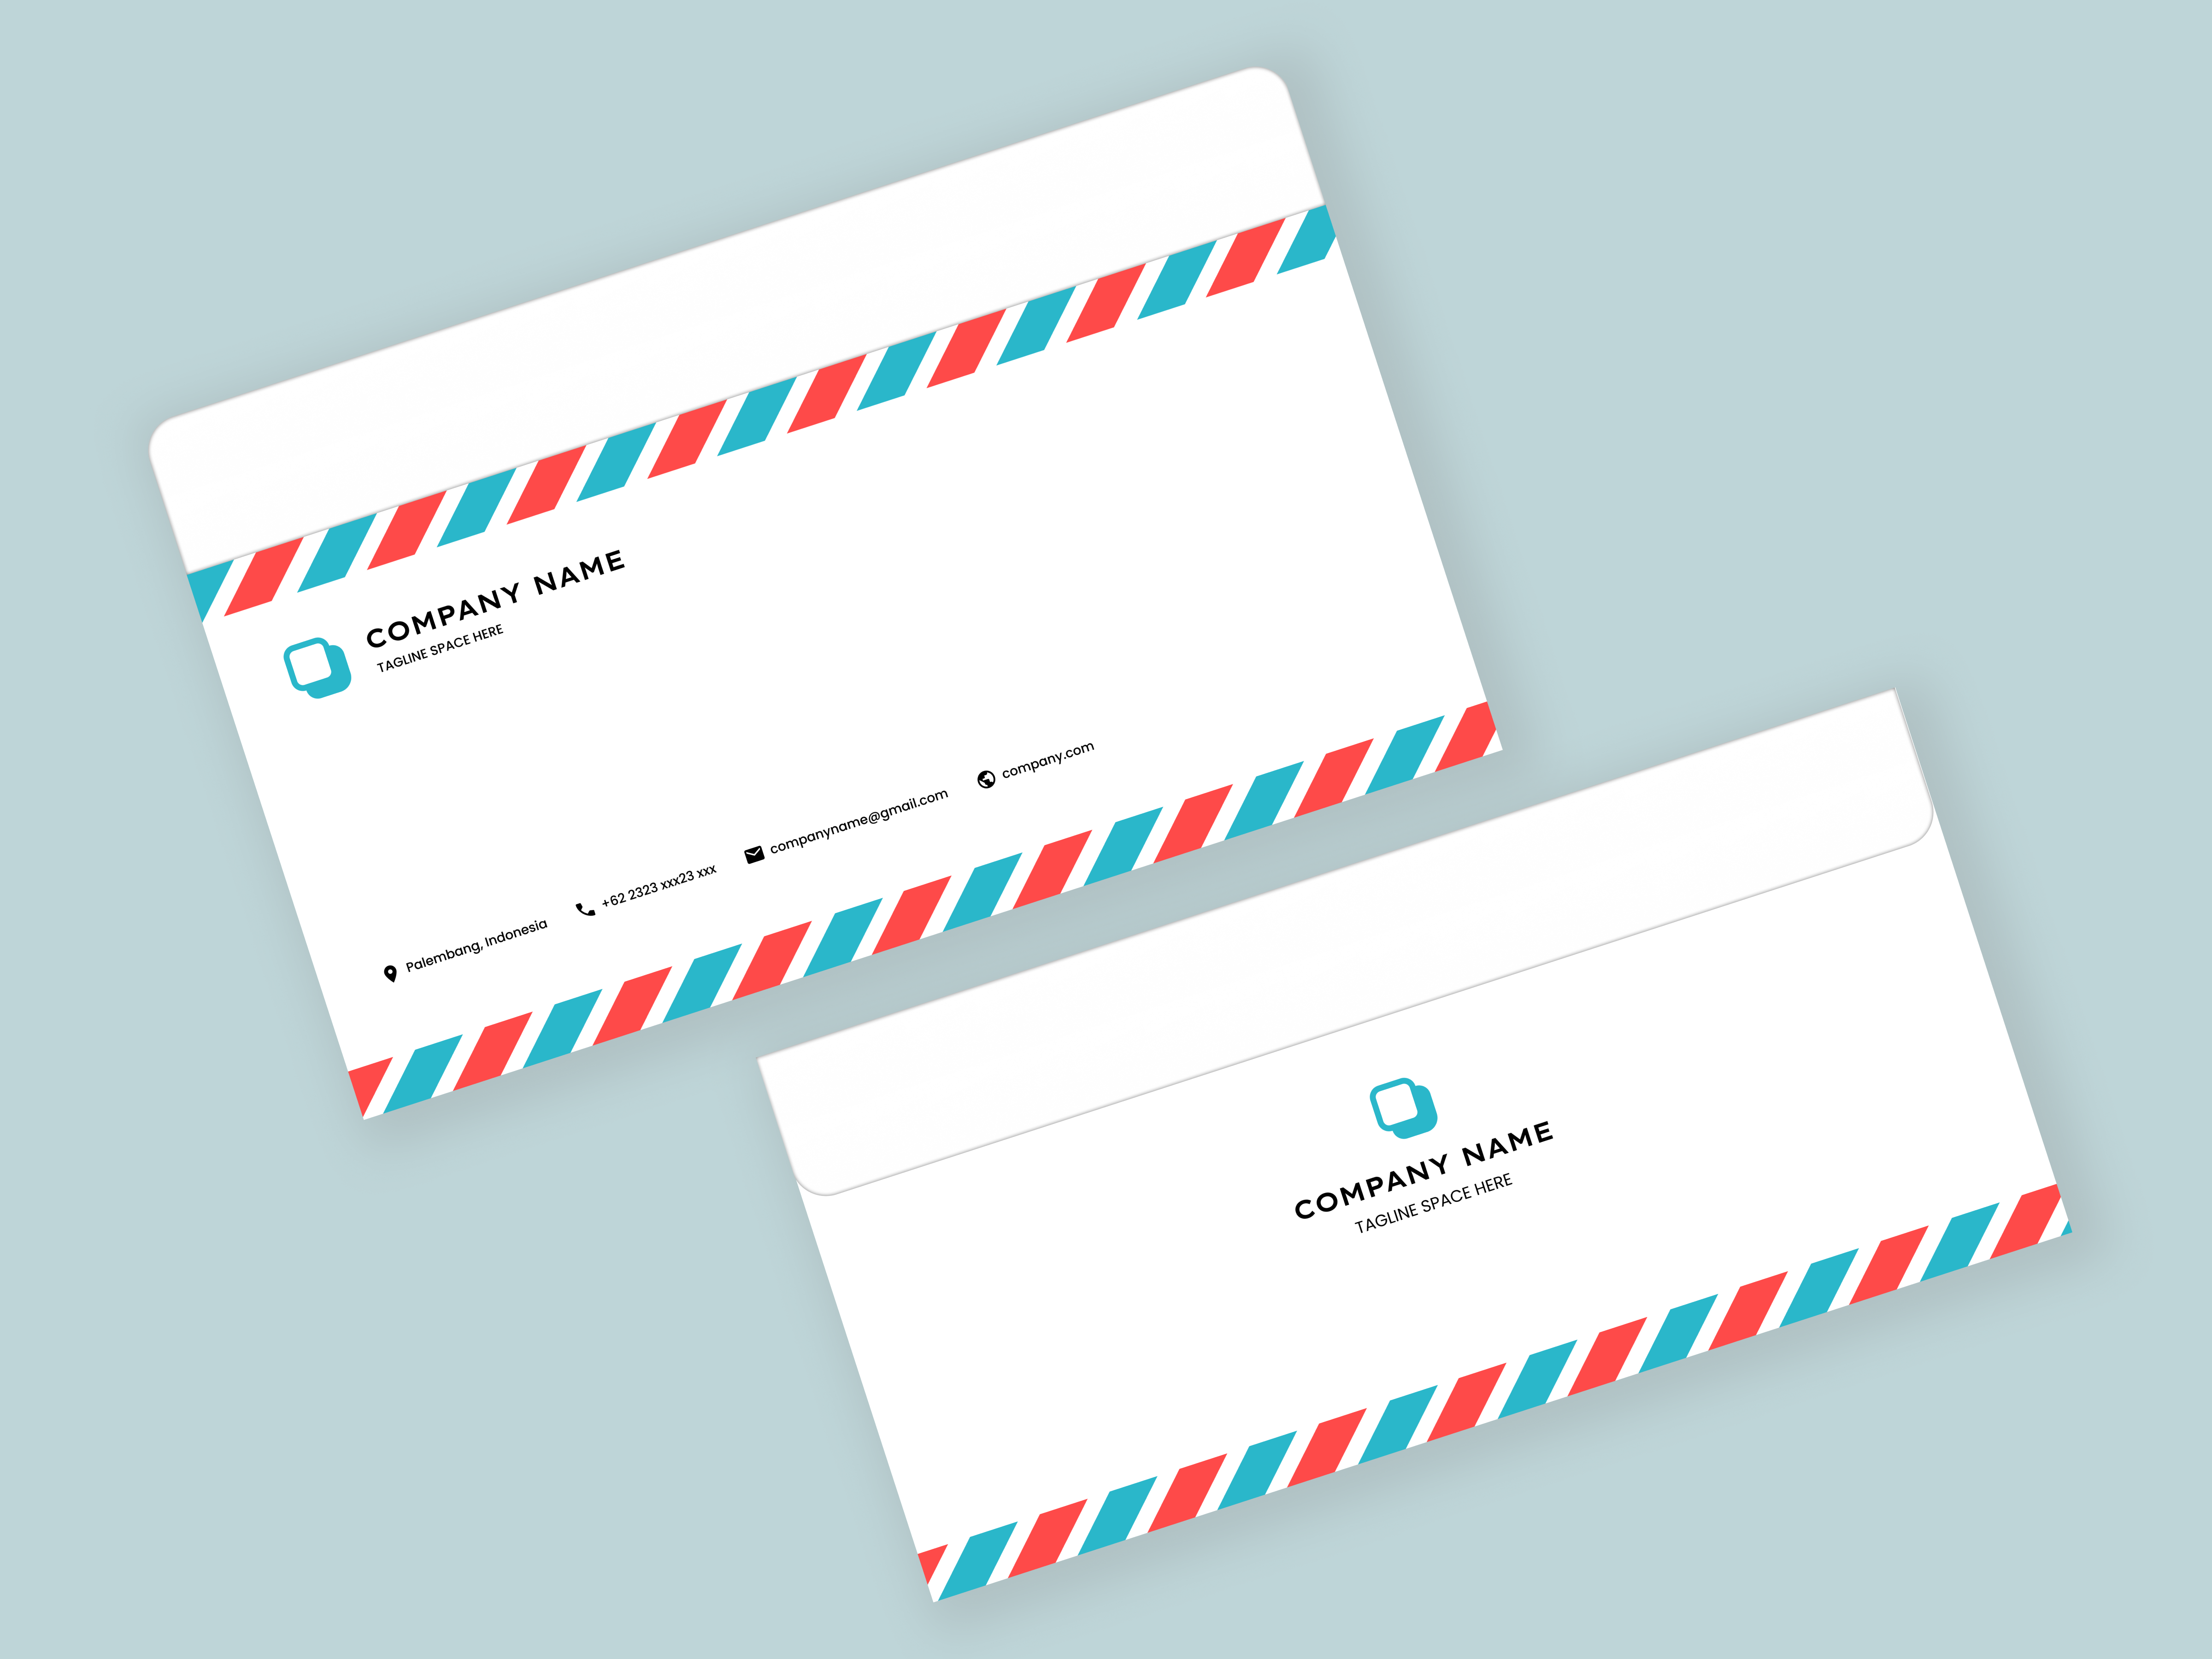 COMPANY NAME
TAGLINE SPACE HERE
Palembang, Indonesia
+62 2323 xxx23 xxx
companyname@gmail.com
company.com
COMPANY NAME
TAGLINE SPACE HERE